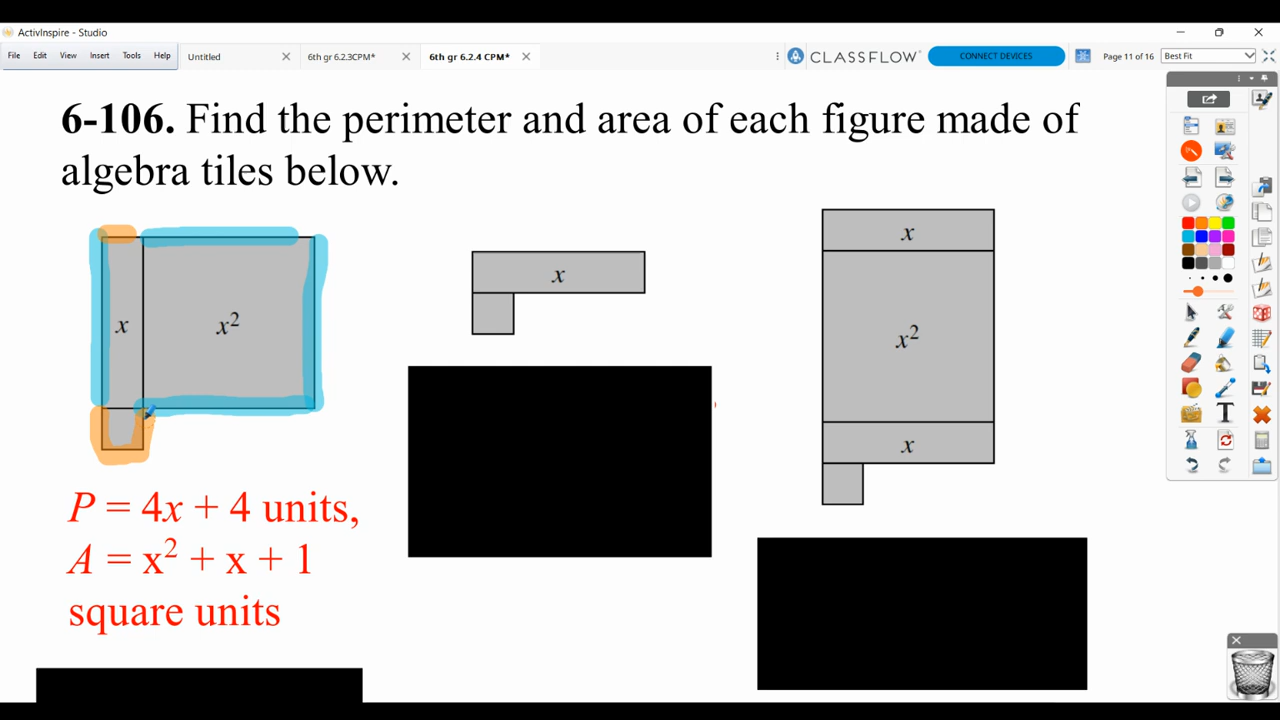 ActivInspire - Studio
File Edit View Insert Tools Help
Untitled
6th gr 6.2.3CPM*
6th gr 6.2.4 CPM*
CLASSFLOW
CONNECT DEVICES
Page 11 of 16
Best Fit
6-106. Find the perimeter and area of each figure made of
algebra tiles below.
x
x²
x
x
x²
x
P = 4x + 4 units,
A = x² + x + 1
square units